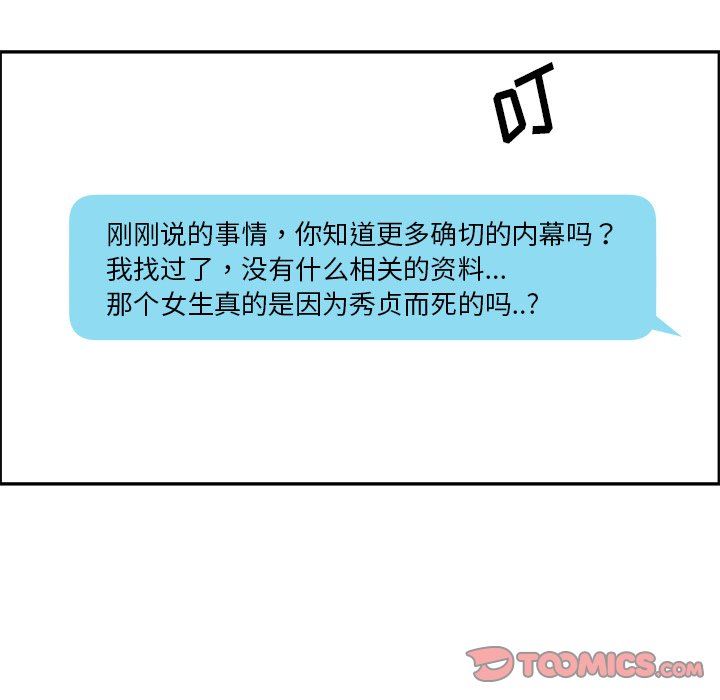 叮
刚刚说的事情，你知道更多确切的内幕吗？
我找过了，没有什么相关的资料...
那个女生真的是因为秀贞而死的吗..?
TOOMICS.COM